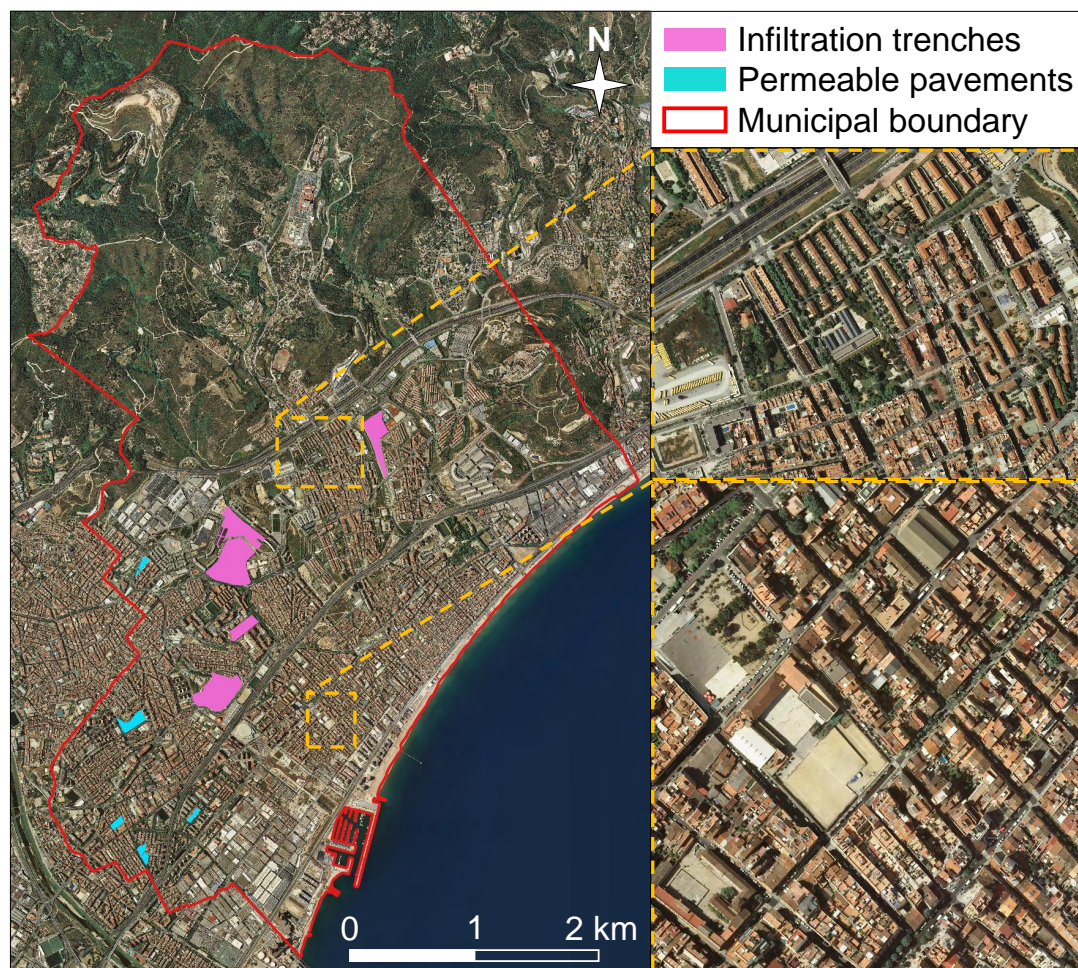 N
Infiltration trenches
Permeable pavements
Municipal boundary
0 1 2 km